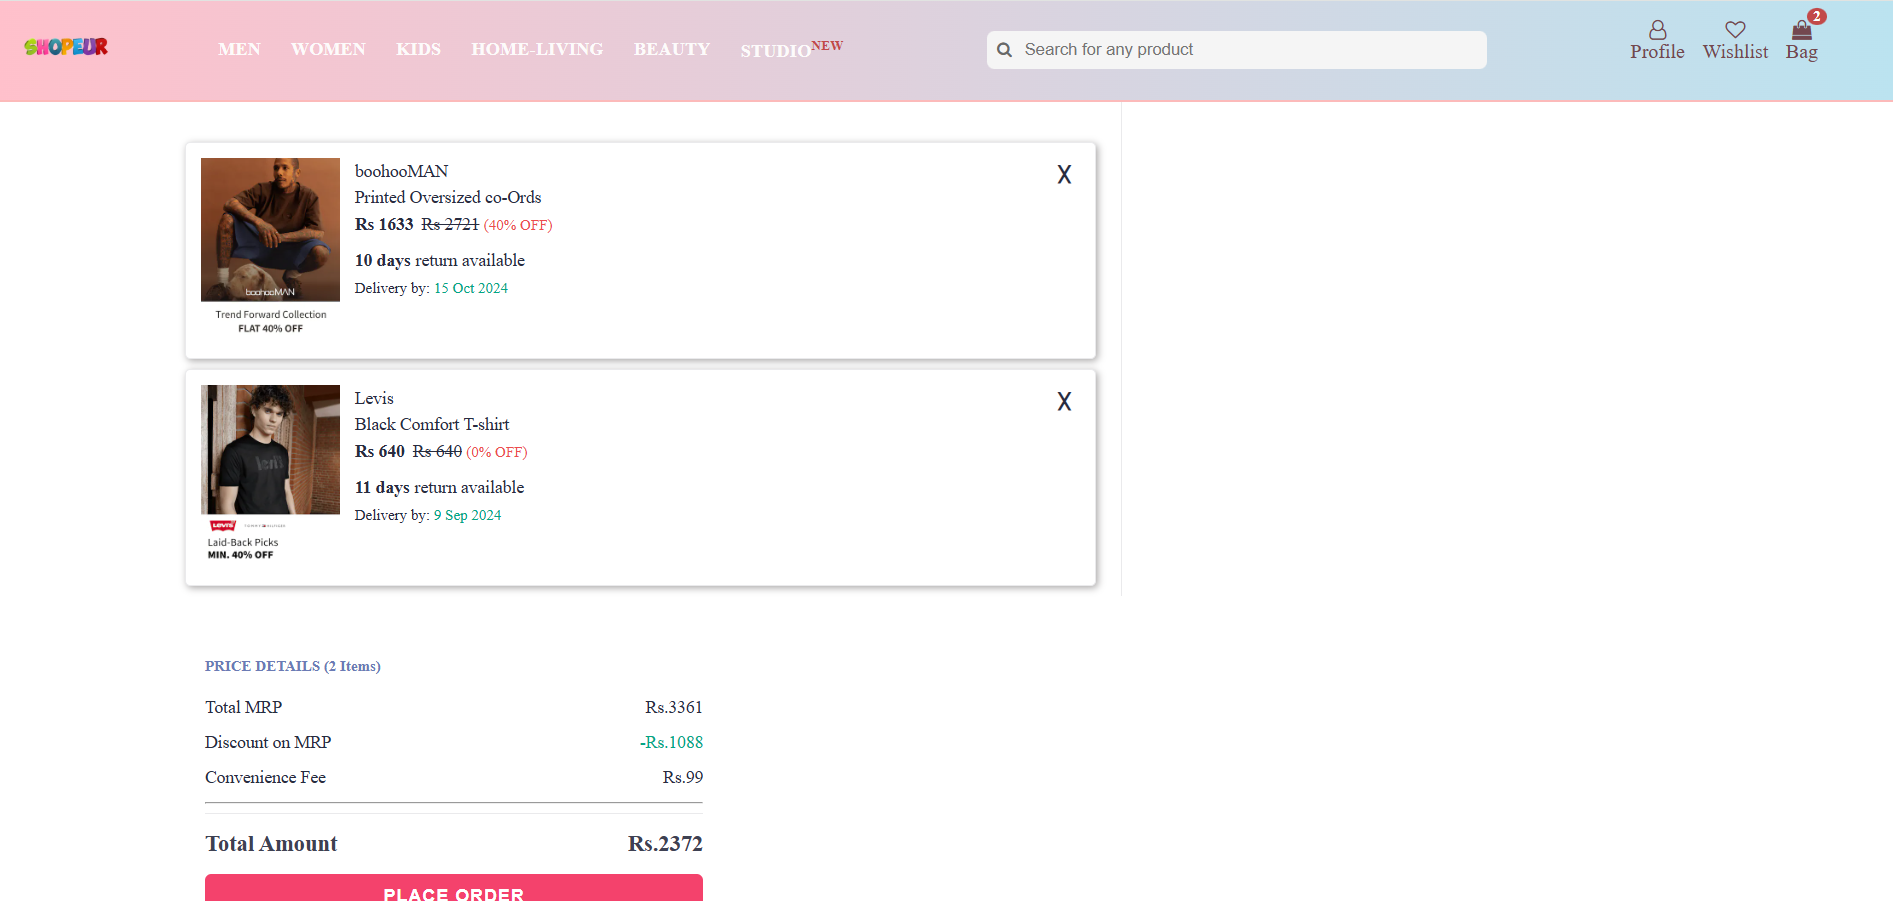 SHOPEUR
MEN WOMEN KIDS HOME-LIVING BEAUTY STUDIO NEW
Search for any product
Profile Wishlist Bag 2
boohooMAN
Printed Oversized co-Ords
Rs 1633 Rs 2721 (40% OFF)
10 days return available
Delivery by: 15 Oct 2024
X
boohooMAN
Trend Forward Collection
FLAT 40% OFF
Levis
Black Comfort T-shirt
Rs 640 Rs 640 (0% OFF)
11 days return available
Delivery by: 9 Sep 2024
X
Levi's
TOMMY HILFIGER
Laid-Back Picks
MIN. 40% OFF
PRICE DETAILS (2 Items)
Total MRP Rs.3361
Discount on MRP -Rs.1088
Convenience Fee Rs.99
Total Amount Rs.2372
PLACE ORDER